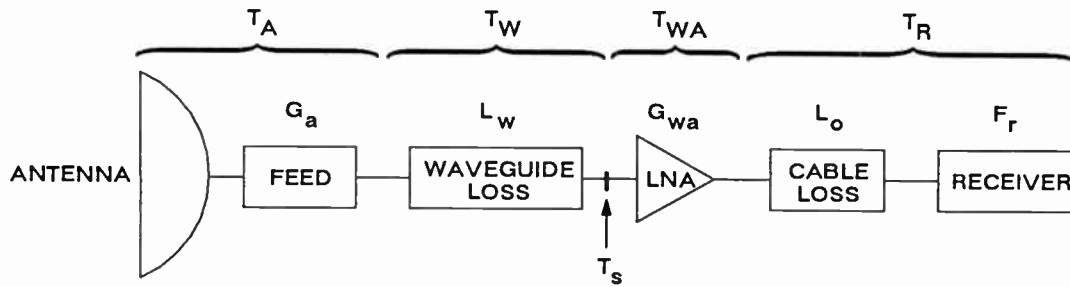 T_A T_W T_WA T_R
G_a L_w G_wa L_o F_r
ANTENNA FEED WAVEGUIDE LOSS LNA CABLE LOSS RECEIVER
T_s